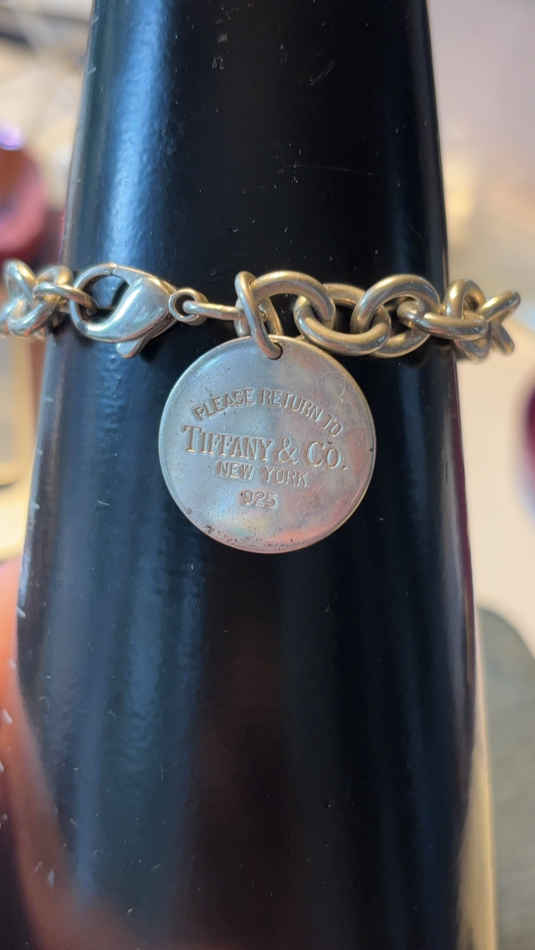 PLEASE RETURN TO
TIFFANY & CO.
NEW YORK
925